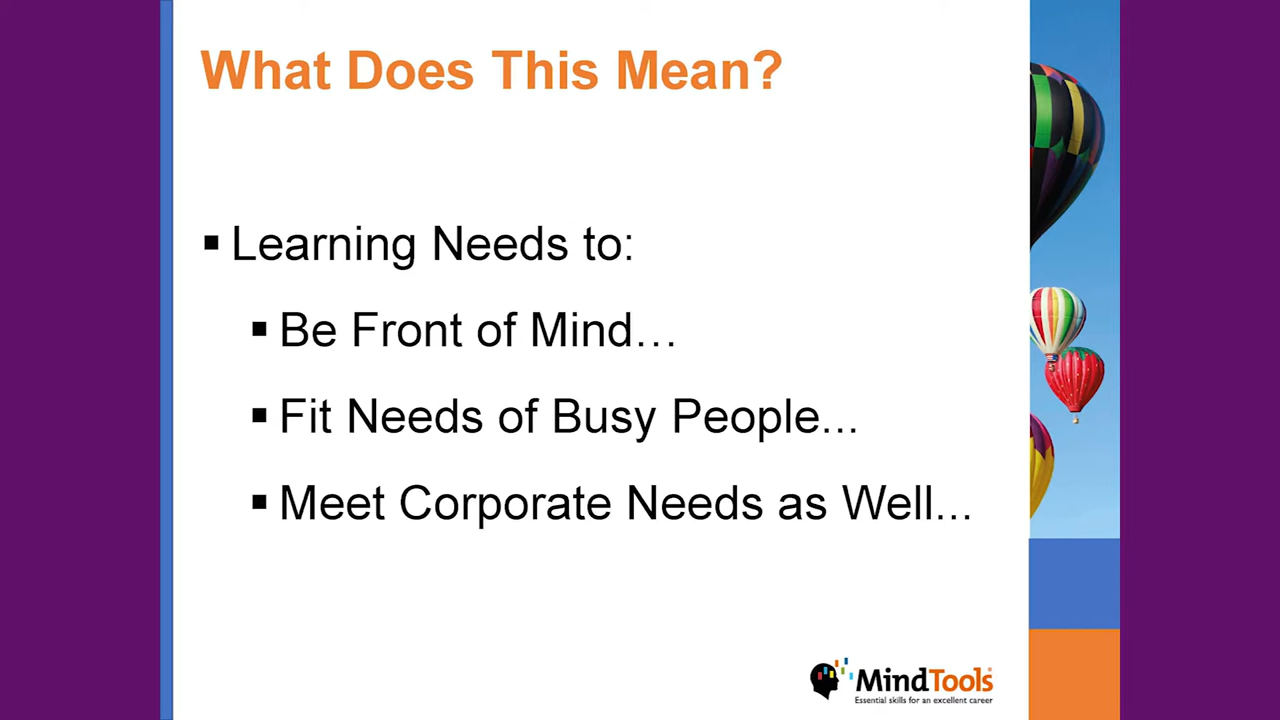 What Does This Mean?
Learning Needs to:
Be Front of Mind…
Fit Needs of Busy People...
Meet Corporate Needs as Well...
MindTools
Essential skills for an excellent career